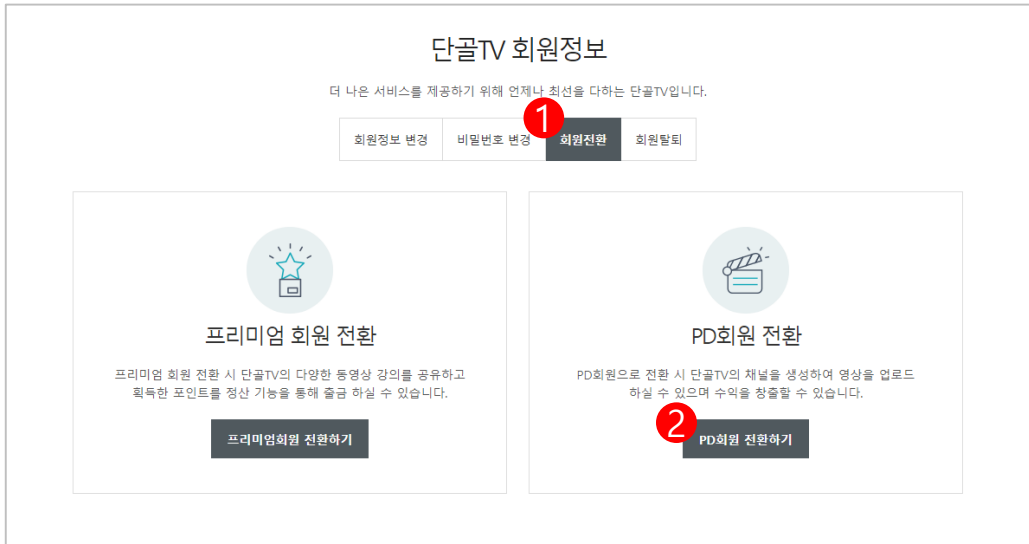 단골TV 회원정보
더 나은 서비스를 제공하기 위해 언제나 최선을 다하는 단골TV입니다.
1
회원정보 변경 비밀번호 변경 회원전환 회원탈퇴
프리미엄 회원 전환
프리미엄 회원 전환 시 단골TV의 다양한 동영상 강의를 공유하고
획득한 포인트를 정산 기능을 통해 출금 하실 수 있습니다.
프리미엄회원 전환하기
PD회원 전환
PD회원으로 전환 시 단골TV의 채널을 생성하여 영상을 업로드
하실 수 있으며 수익을 창출할 수 있습니다.
2
PD회원 전환하기